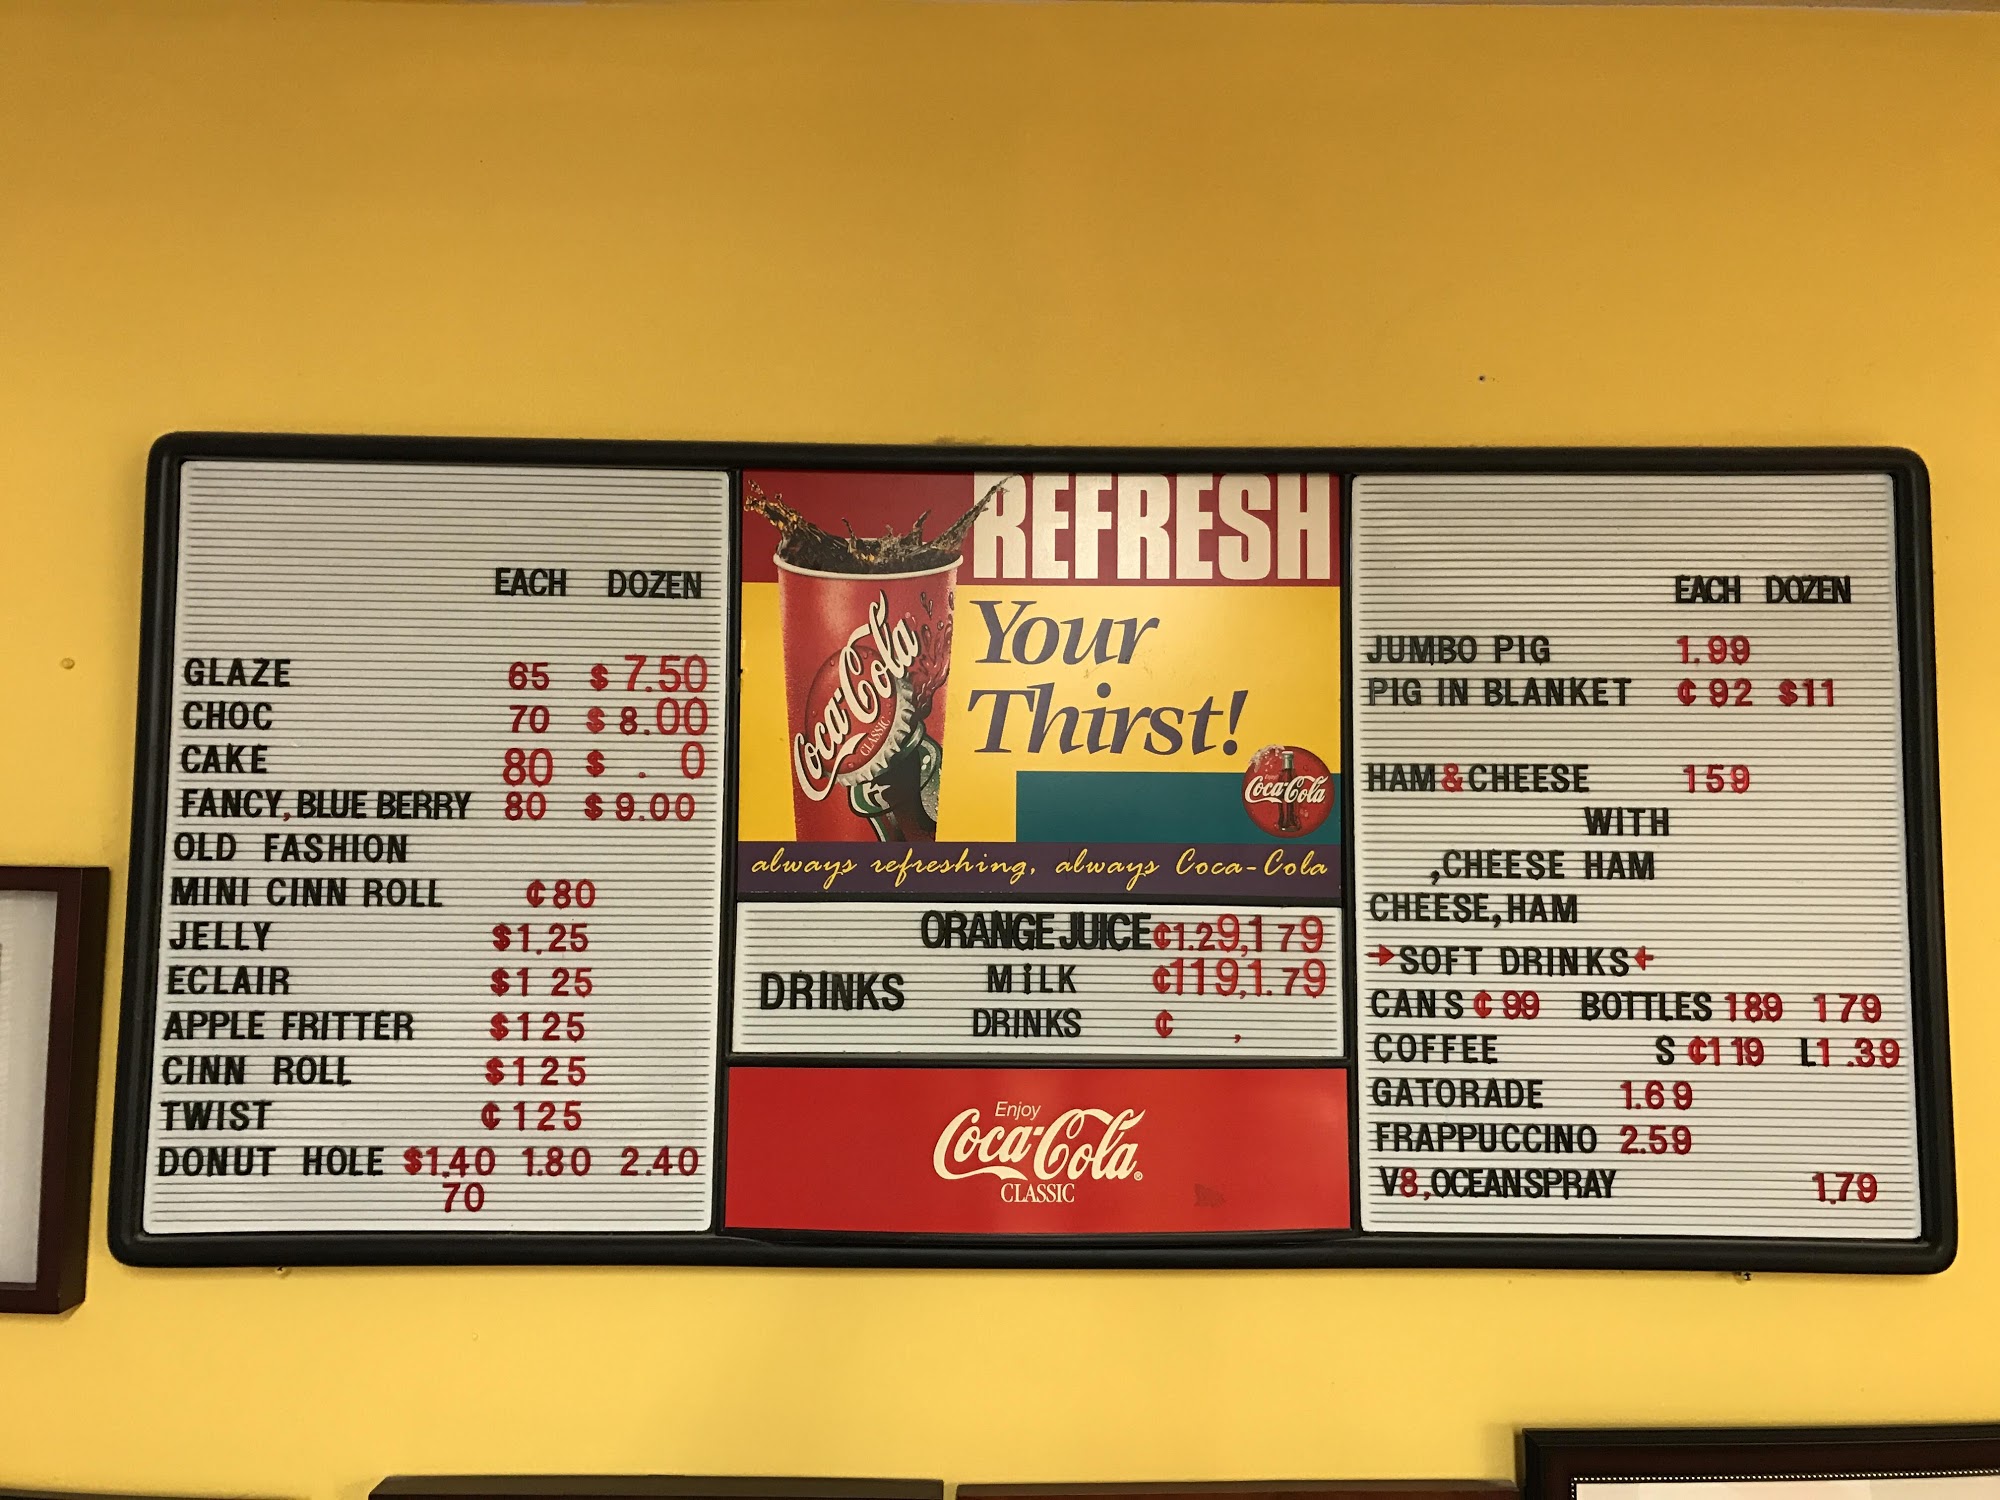 EACH DOZEN
GLAZE 65 $ 7.50
CHOC 70 $ 8.00
CAKE 80 $ . 0
FANCY, BLUE BERRY 80 $ 9.00
OLD FASHION
MINI CINN ROLL ¢80
JELLY $1.25
ECLAIR $1 25
APPLE FRITTER $1 25
CINN ROLL $1 25
TWIST ¢ 125
DONUT HOLE $1.40 1.80 2.40
70
REFRESH
Your
Thirst!
Coca-Cola
CLASSIC
Coca-Cola
always refreshing, always Coca-Cola
ORANGE JUICE ¢1.29,1 79
DRINKS MiLK ¢119,1.79
DRINKS ¢ ,
Enjoy
Coca-Cola®
CLASSIC
EACH DOZEN
JUMBO PIG 1.99
PIG IN BLANKET ¢ 92 $11
HAM&CHEESE 159
WITH
,CHEESE HAM
CHEESE,HAM
→SOFT DRINKS←
CANS ¢ 99 BOTTLES 189 179
COFFEE S ¢119 L1 .39
GATORADE 1.69
FRAPPUCCINO 2.59
V8,OCEANSPRAY 1.79